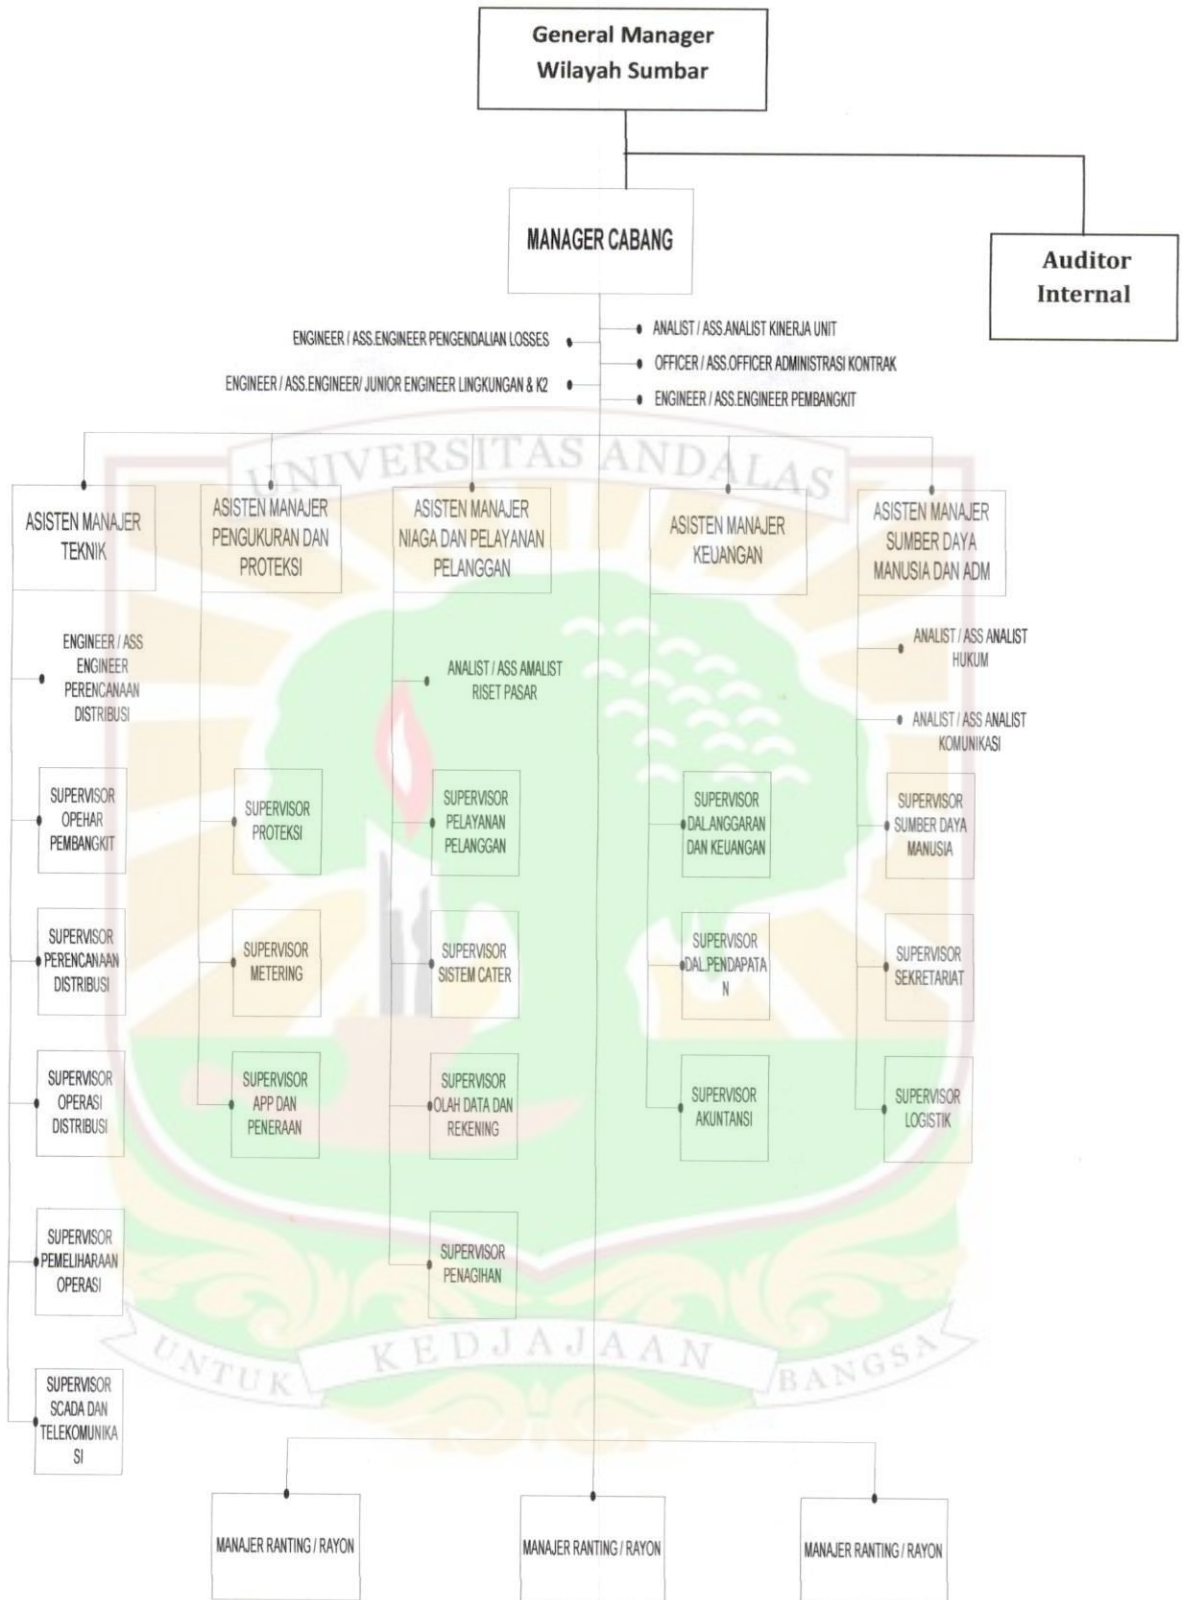 General Manager
Wilayah Sumbar
MANAGER CABANG
Auditor
Internal
ENGINEER / ASS.ENGINEER PENGENDALIAN LOSSES
ENGINEER / ASS.ENGINEER/ JUNIOR ENGINEER LINGKUNGAN & K2
ANALIST / ASS.ANALIST KINERJA UNIT
OFFICER / ASS.OFFICER ADMINISTRASI KONTRAK
ENGINEER / ASS.ENGINEER PEMBANGKIT
UNIVERSITAS ANDALAS
ASISTEN MANAJER
TEKNIK
ENGINEER / ASS
ENGINEER
PERENCANAAN
DISTRIBUSI
SUPERVISOR
OPEHAR
PEMBANGKIT
SUPERVISOR
PERENCANAAN
DISTRIBUSI
SUPERVISOR
OPERASI
DISTRIBUSI
SUPERVISOR
PEMELIHARAAN
OPERASI
SUPERVISOR
SCADA DAN
TELEKOMUNIKA
SI
ASISTEN MANAJER
PENGUKURAN DAN
PROTEKSI
SUPERVISOR
PROTEKSI
SUPERVISOR
METERING
SUPERVISOR
APP DAN
PENERAAN
ASISTEN MANAJER
NIAGA DAN PELAYANAN
PELANGGAN
ANALIST / ASS AMALIST
RISET PASAR
SUPERVISOR
PELAYANAN
PELANGGAN
SUPERVISOR
SISTEM CATER
SUPERVISOR
OLAH DATA DAN
REKENING
SUPERVISOR
PENAGIHAN
ASISTEN MANAJER
KEUANGAN
SUPERVISOR
DAL.ANGGARAN
DAN KEUANGAN
SUPERVISOR
DAL.PENDAPATA
N
SUPERVISOR
AKUNTANSI
ASISTEN MANAJER
SUMBER DAYA
MANUSIA DAN ADM
ANALIST / ASS ANALIST
HUKUM
ANALIST / ASS ANALIST
KOMUNIKASI
SUPERVISOR
SUMBER DAYA
MANUSIA
SUPERVISOR
SEKRETARIAT
SUPERVISOR
LOGISTIK
UNTUK KEDJAJAAN BANGSA
MANAJER RANTING / RAYON
MANAJER RANTING / RAYON
MANAJER RANTING / RAYON